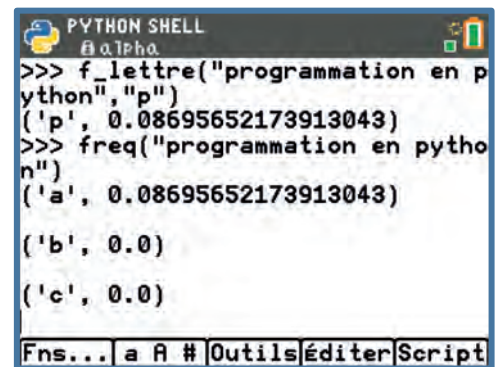 PYTHON SHELL
alpha
>>> f_lettre("programmation en p
ython","p")
('p', 0.08695652173913043)
>>> freq("programmation en pytho
n")
('a', 0.08695652173913043)
('b', 0.0)
('c', 0.0)
Fns... a A # Outils Éditer Script